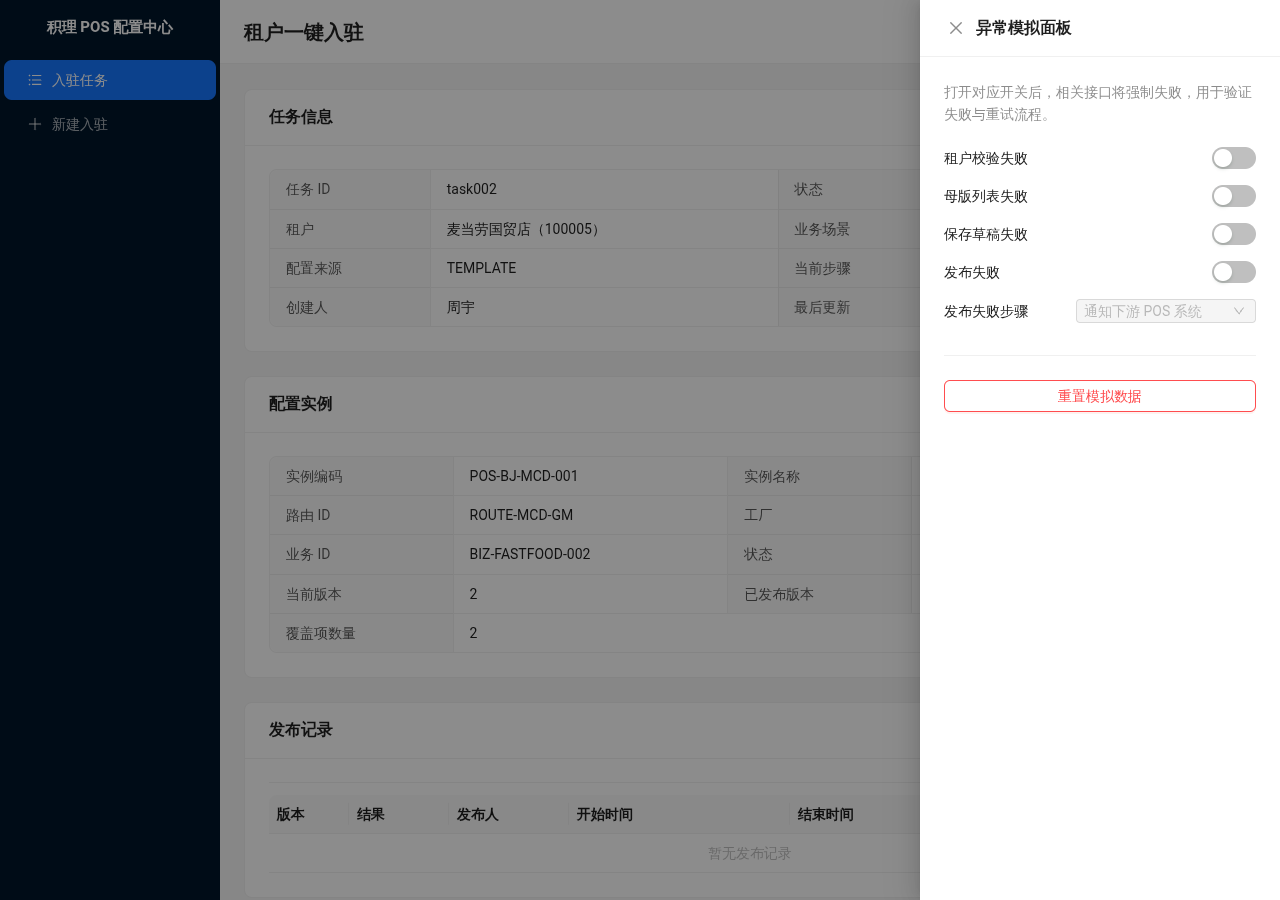 积理 POS 配置中心
入驻任务
新建入驻
租户一键入驻
任务信息
任务 ID task002 状态
租户 麦当劳国贸店（100005） 业务场景
配置来源 TEMPLATE 当前步骤
创建人 周宇 最后更新
配置实例
实例编码 POS-BJ-MCD-001 实例名称
路由 ID ROUTE-MCD-GM 工厂
业务 ID BIZ-FASTFOOD-002 状态
当前版本 2 已发布版本
覆盖项数量 2
发布记录
版本 结果 发布人 开始时间 结束时间
暂无发布记录
异常模拟面板
打开对应开关后，相关接口将强制失败，用于验证
失败与重试流程。
租户校验失败
母版列表失败
保存草稿失败
发布失败
发布失败步骤 通知下游 POS 系统
重置模拟数据